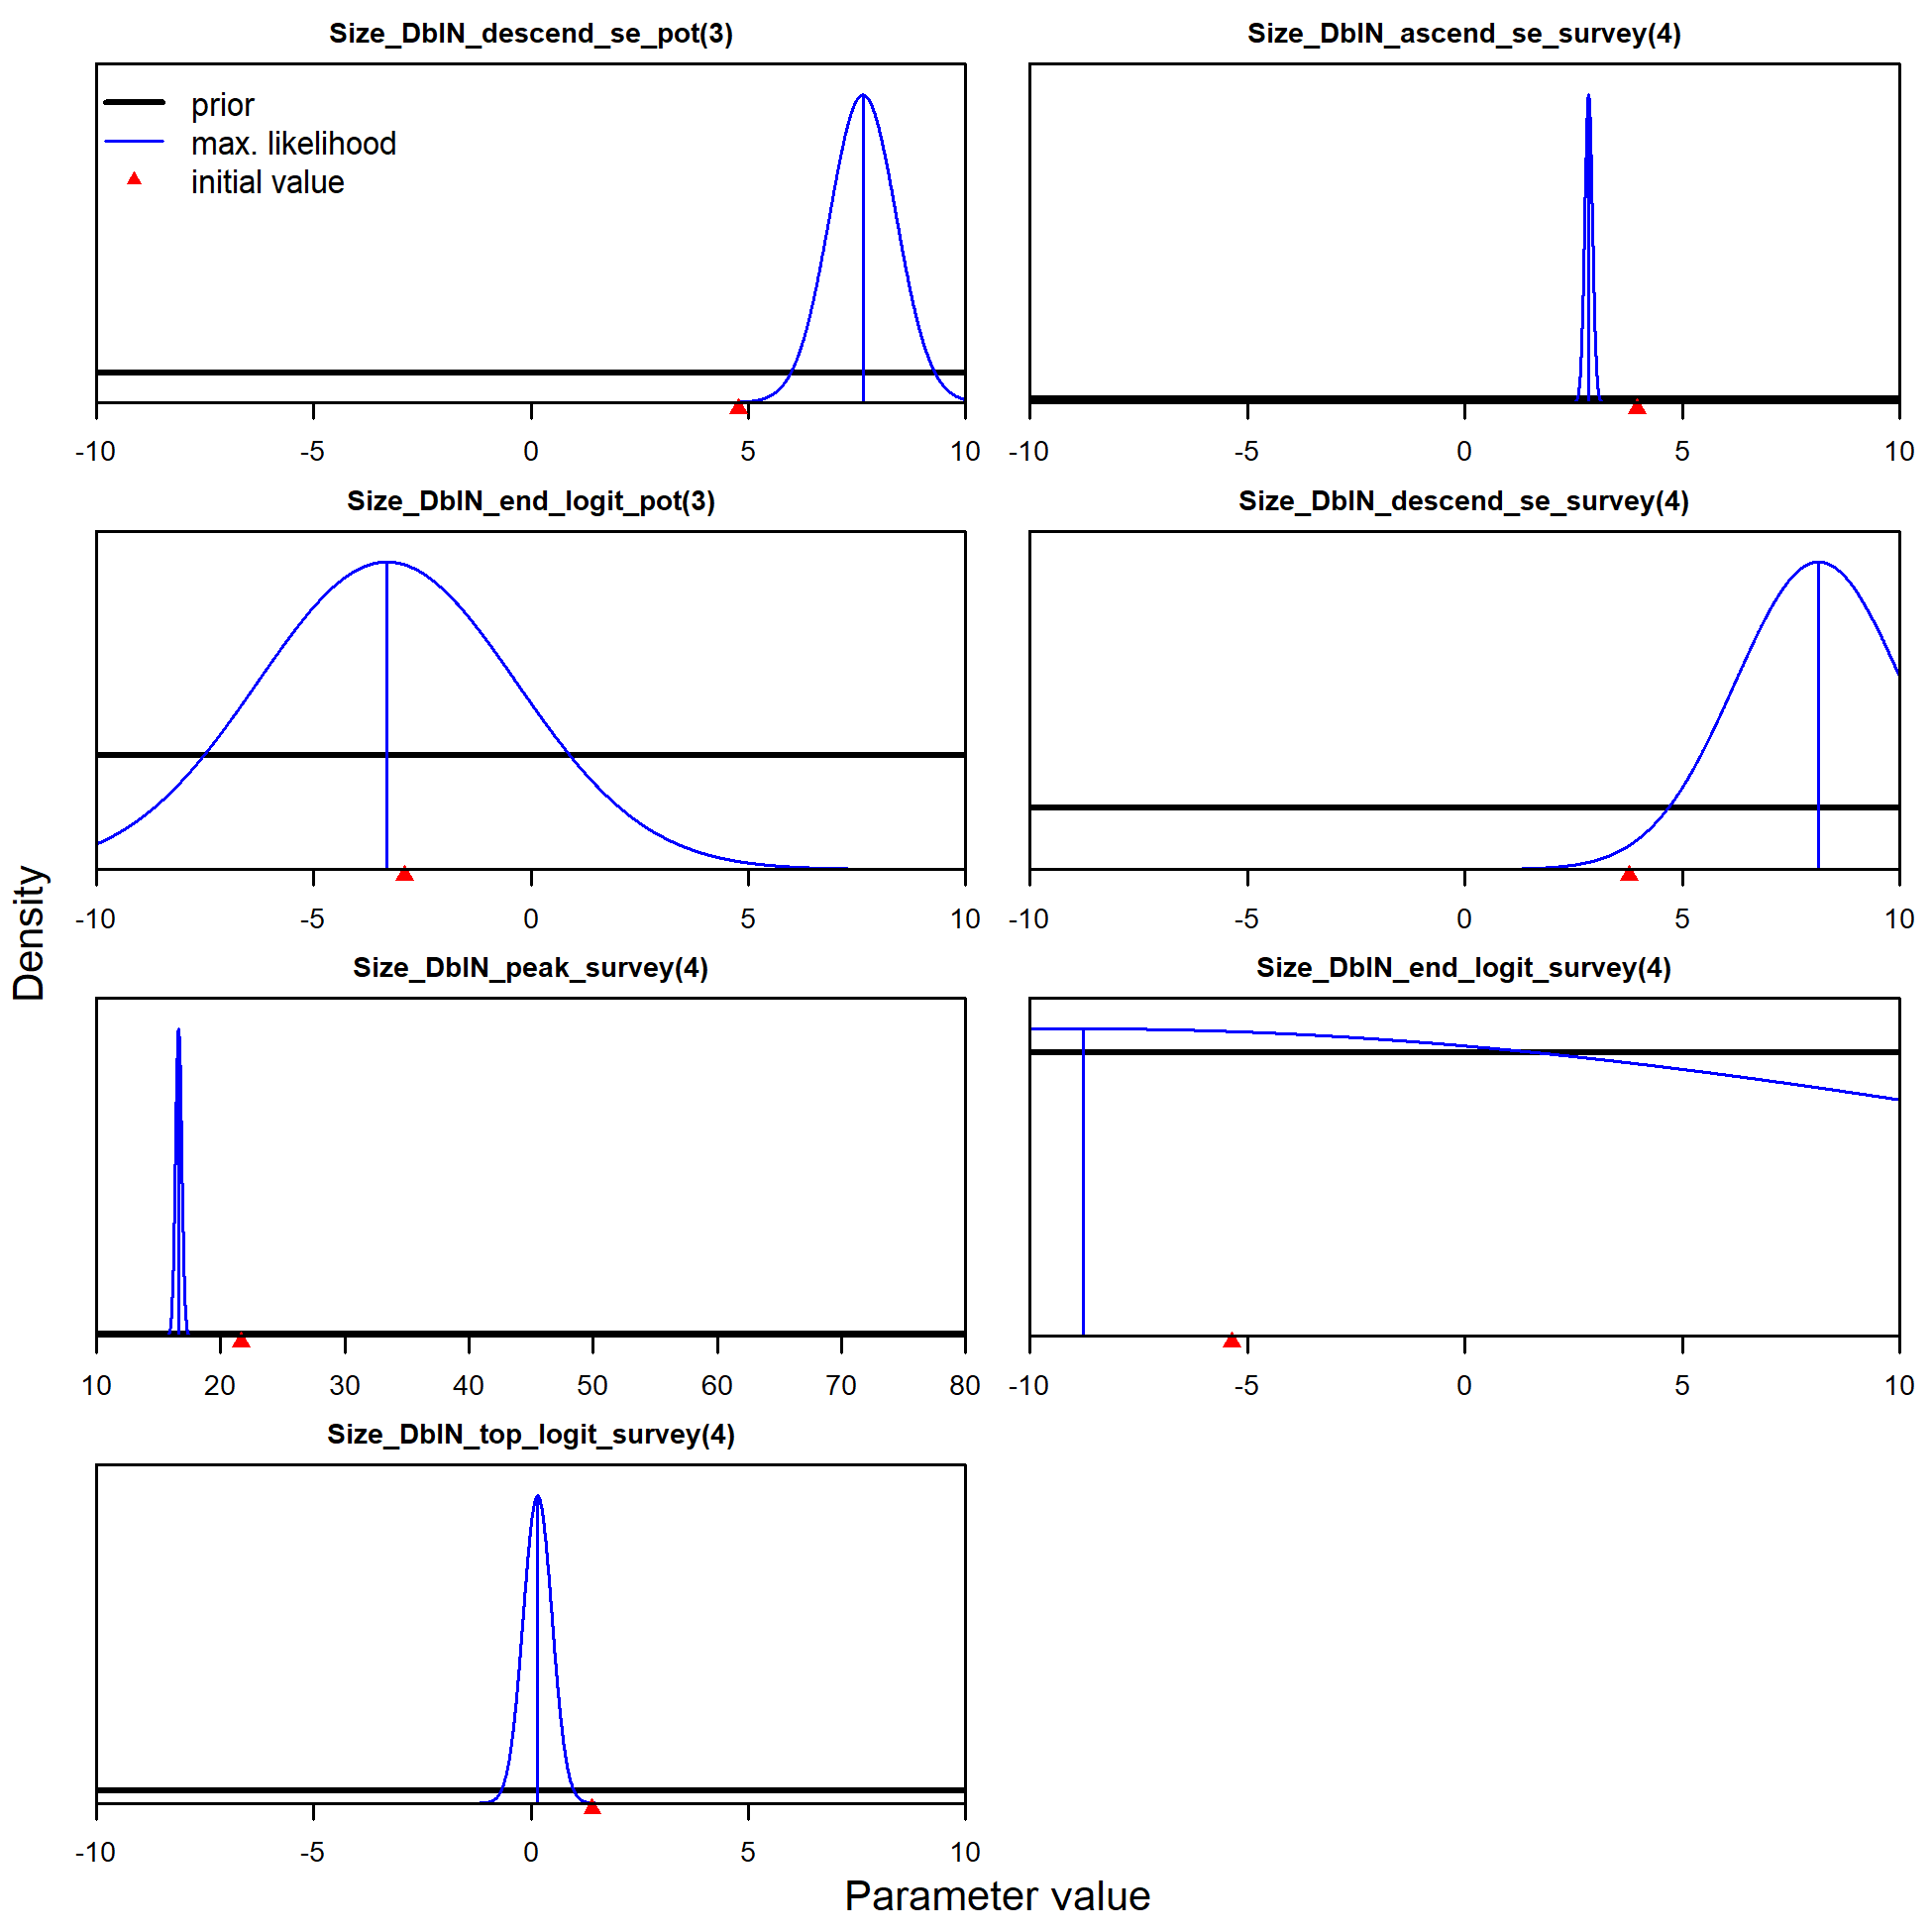 Size_DblN_descend_se_pot(3)
prior
max. likelihood
initial value
-10 -5 0 5 10
Size_DblN_ascend_se_survey(4)
-10 -5 0 5 10
Size_DblN_end_logit_pot(3)
-10 -5 0 5 10
Size_DblN_descend_se_survey(4)
-10 -5 0 5 10
Size_DblN_peak_survey(4)
10 20 30 40 50 60 70 80
Size_DblN_end_logit_survey(4)
-10 -5 0 5 10
Size_DblN_top_logit_survey(4)
-10 -5 0 5 10
Density
Parameter value